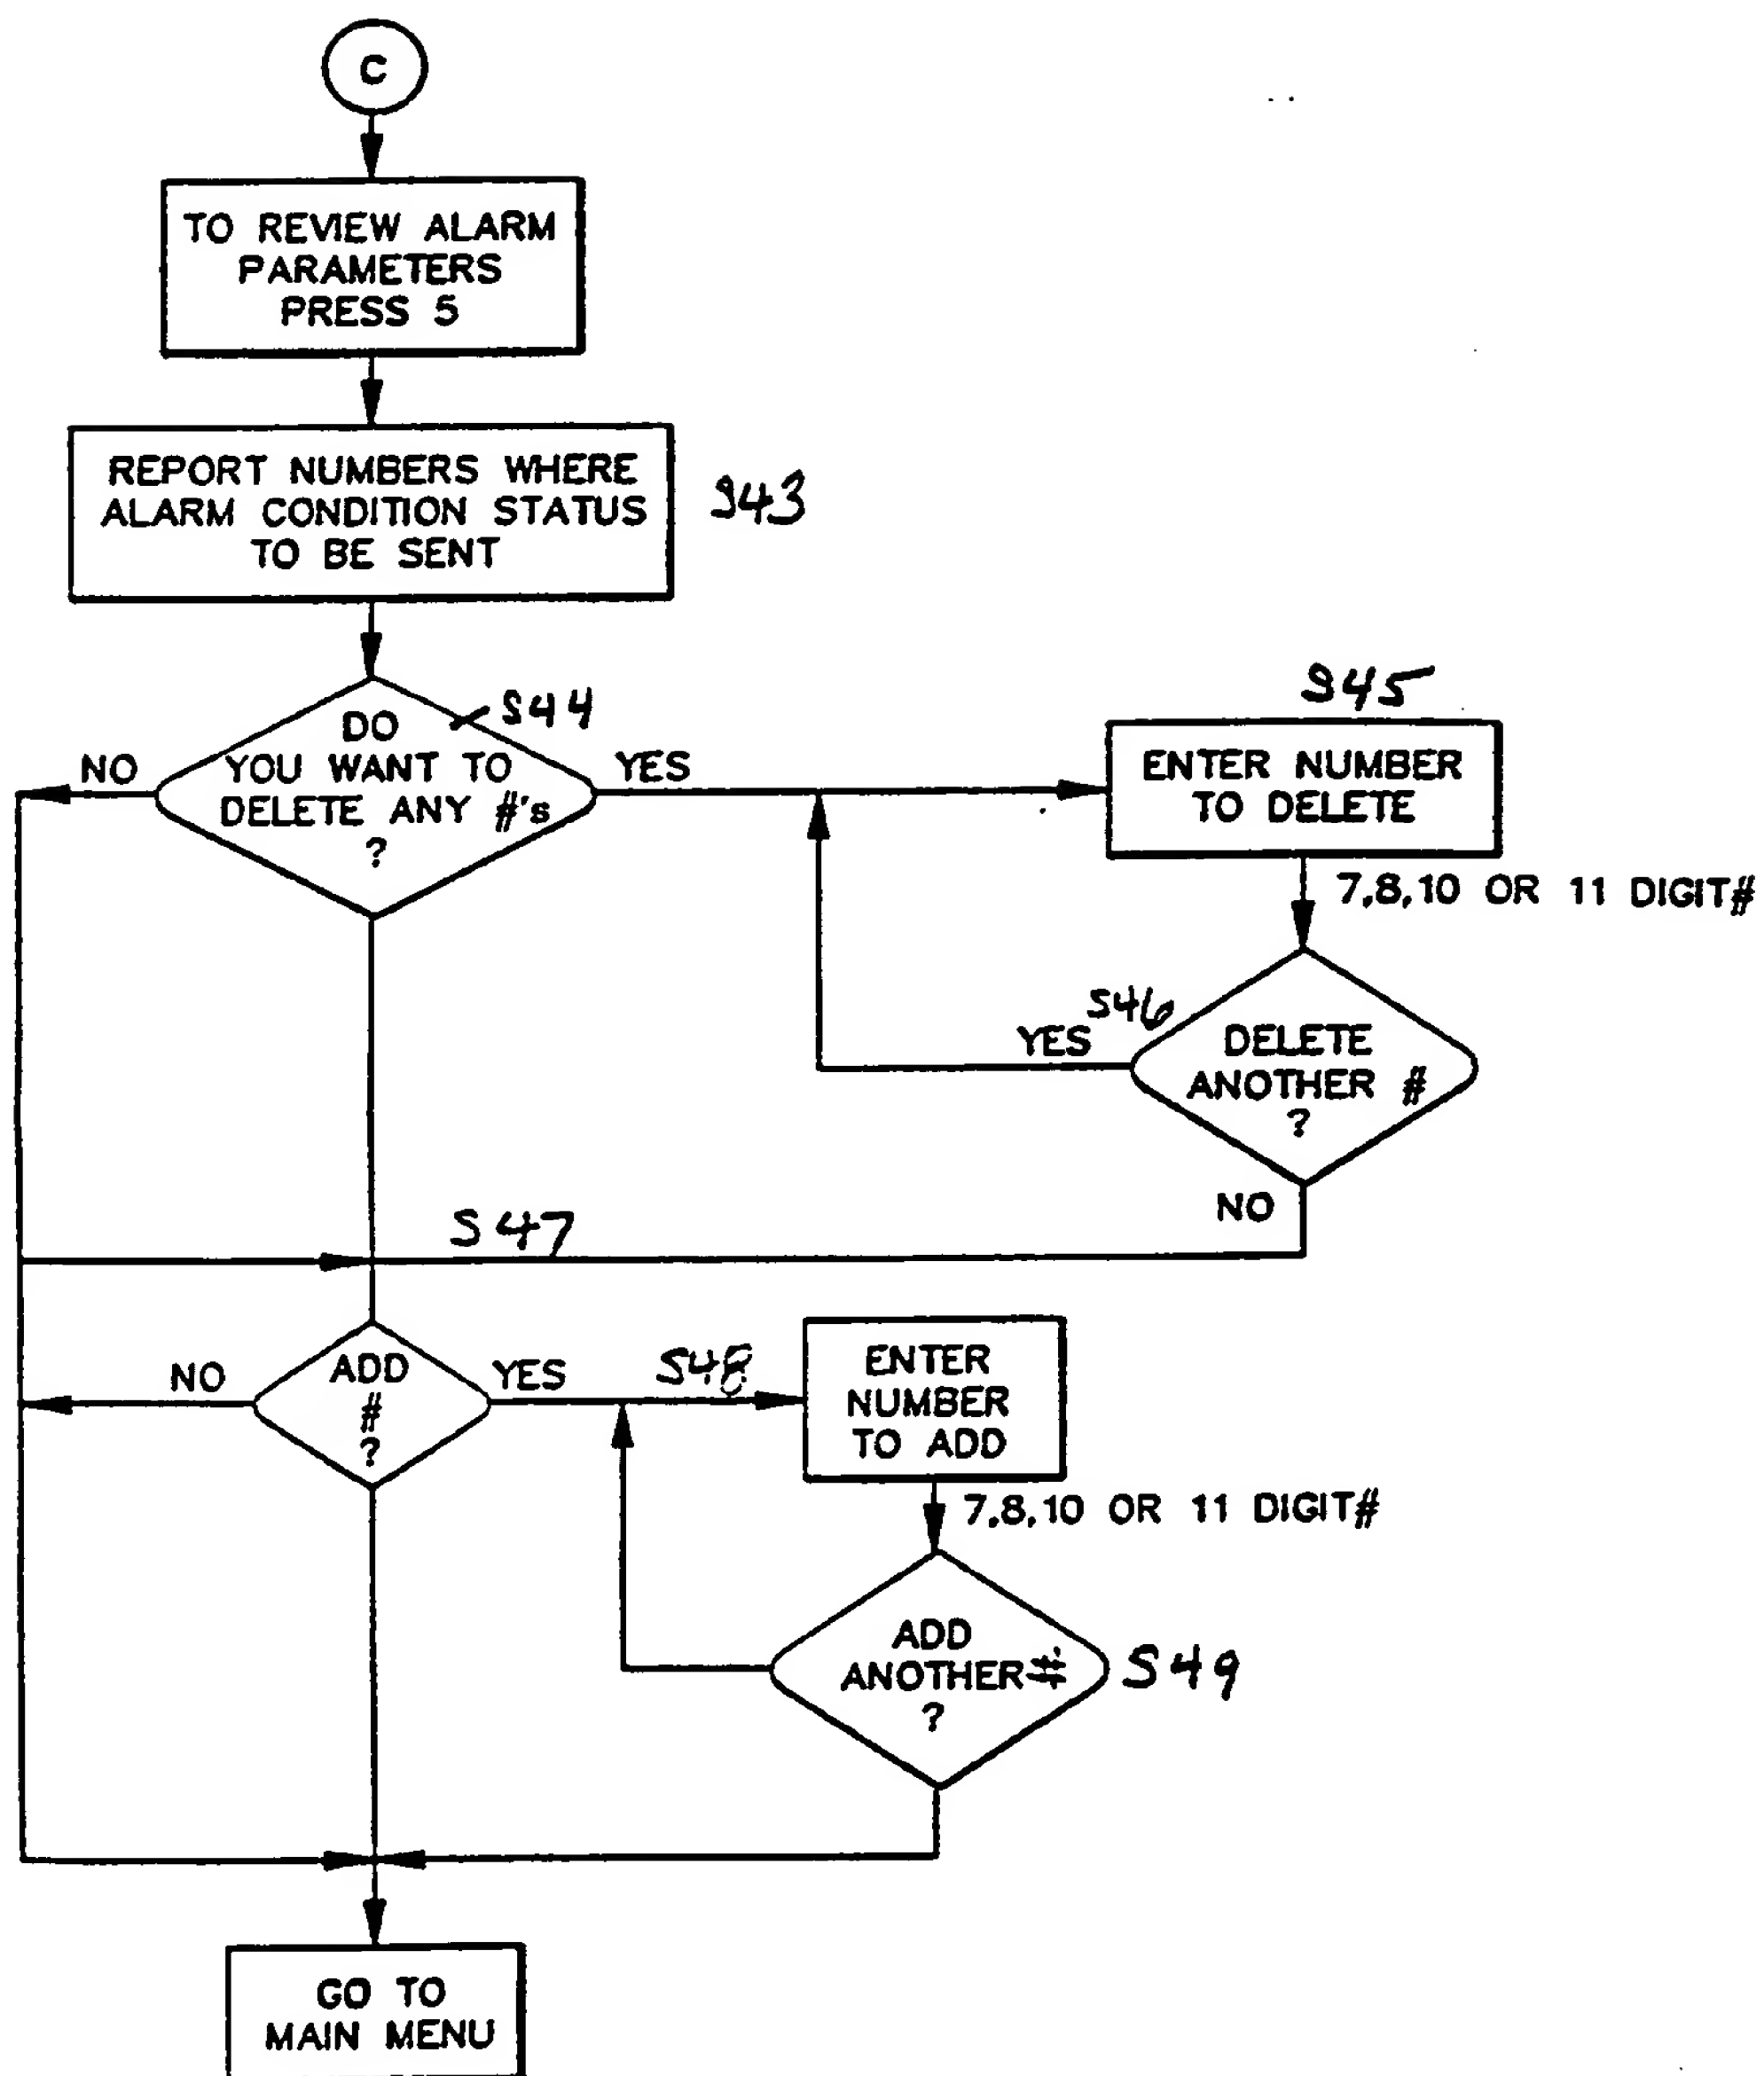 C
TO REVIEW ALARM
PARAMETERS
PRESS 5
REPORT NUMBERS WHERE
ALARM CONDITION STATUS
TO BE SENT
S43
DO
YOU WANT TO
DELETE ANY #'s
?
S44
NO
YES
S45
ENTER NUMBER
TO DELETE
7,8,10 OR 11 DIGIT#
S46
YES
DELETE
ANOTHER #
?
NO
S47
ADD
#
?
NO
YES
S48
ENTER
NUMBER
TO ADD
7,8,10 OR 11 DIGIT#
ADD
ANOTHER#
?
S49
GO TO
MAIN MENU